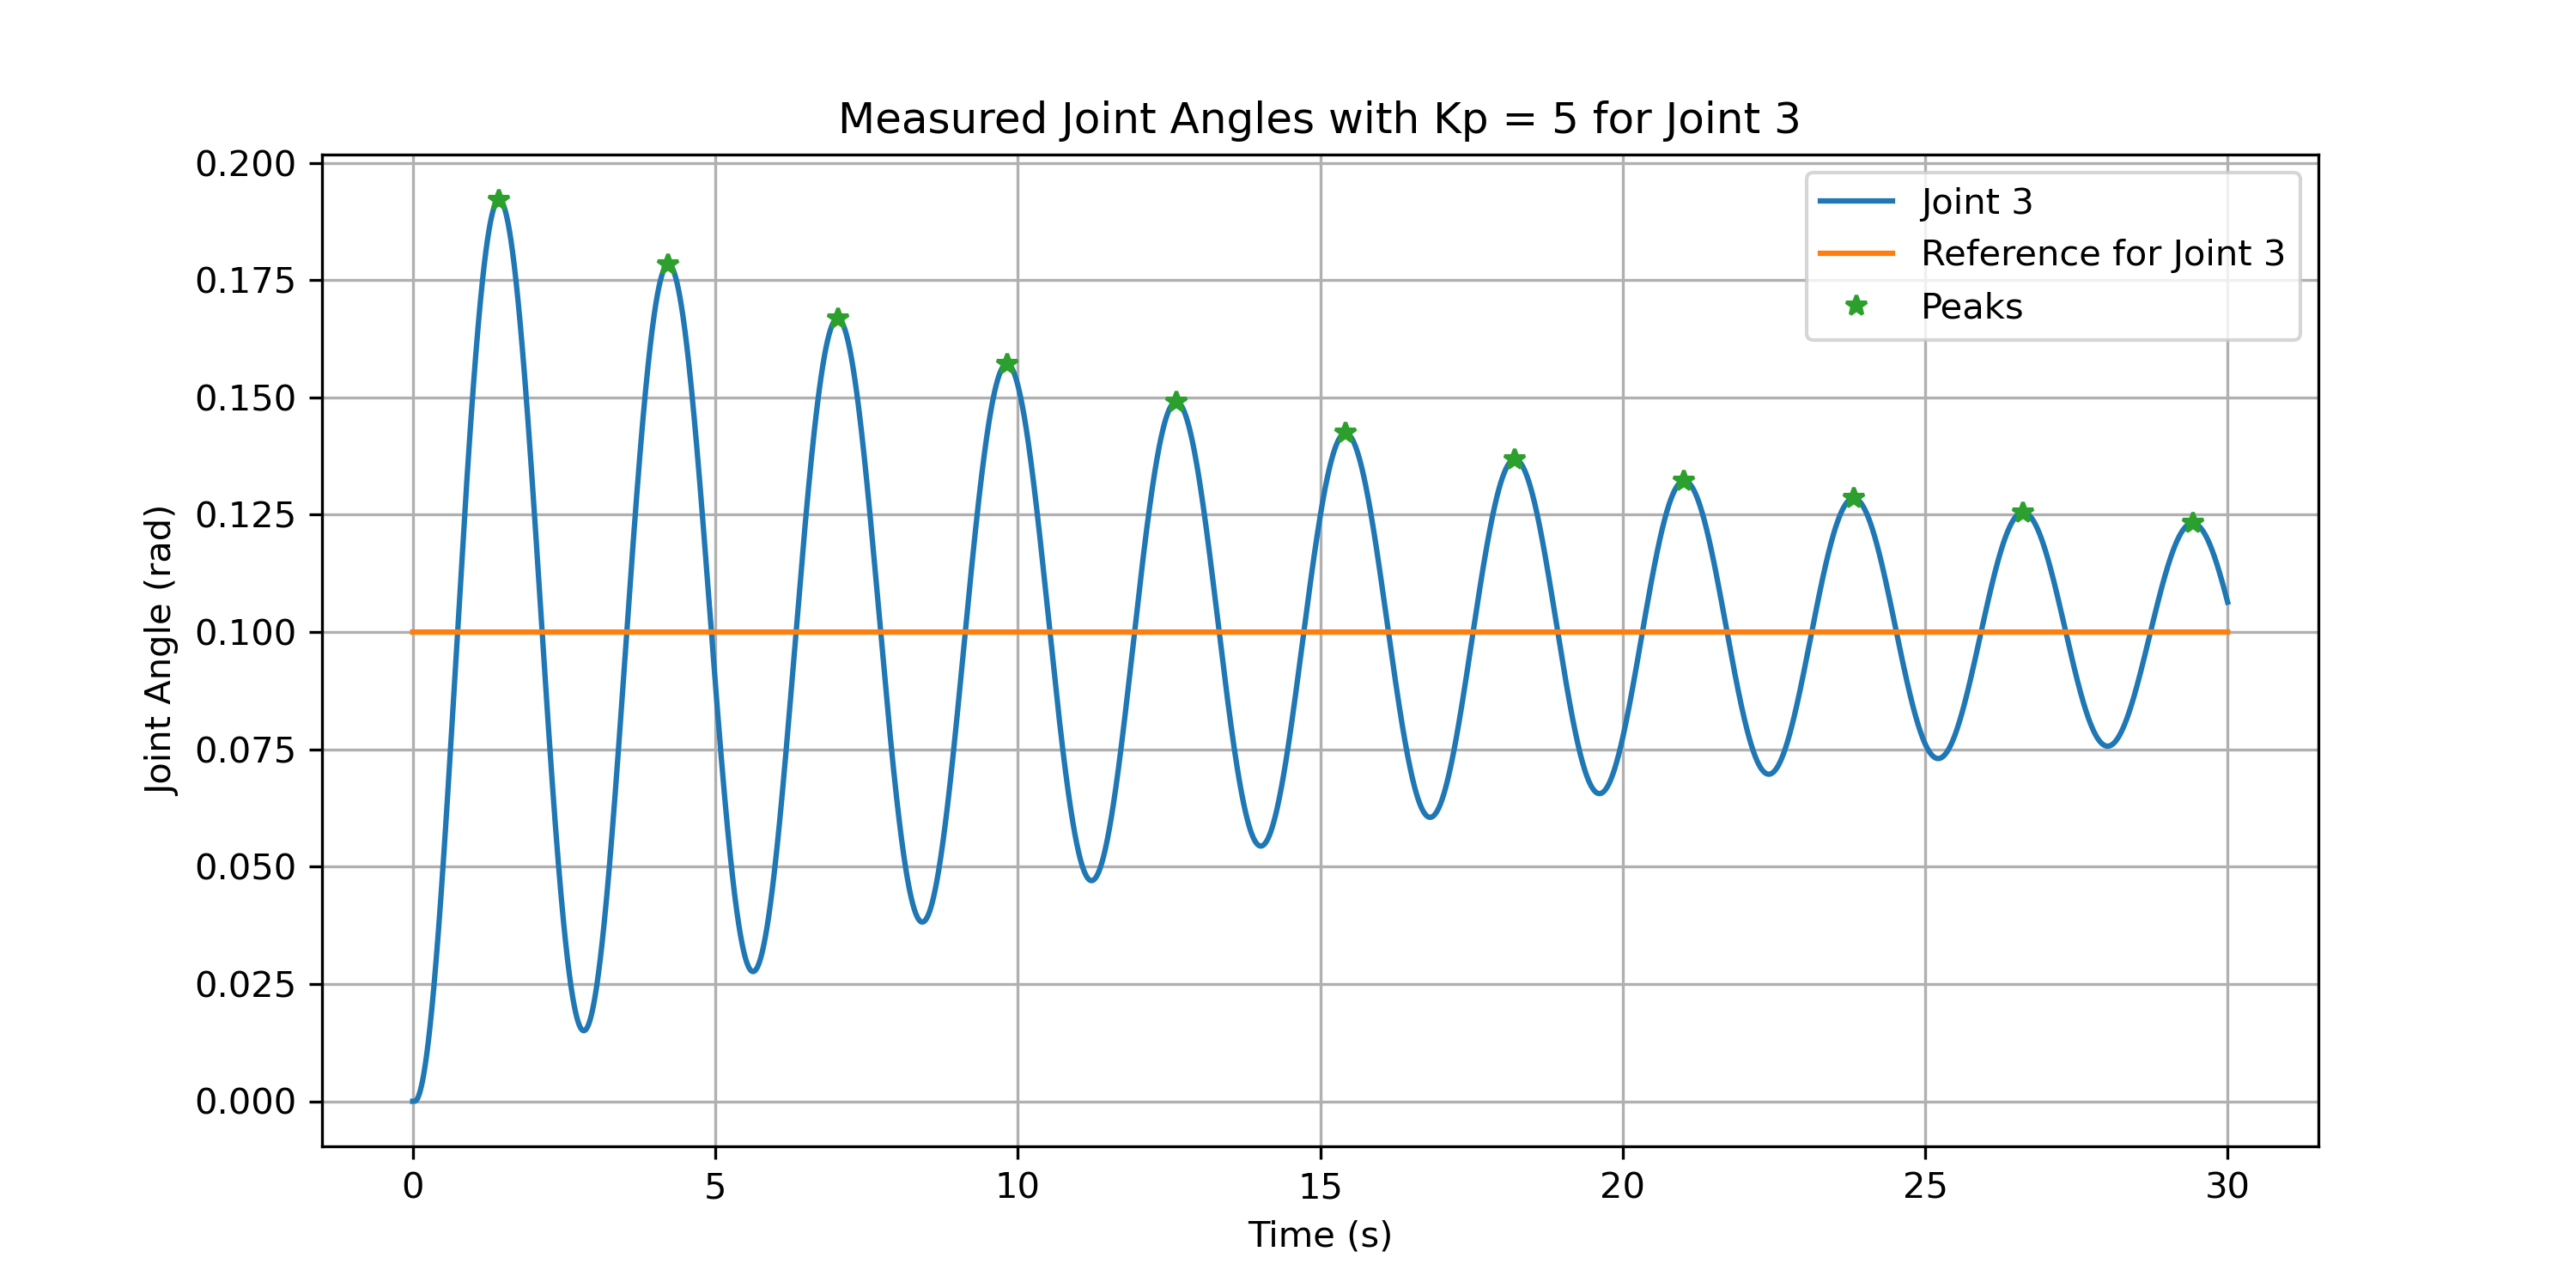 Measured Joint Angles with Kp = 5 for Joint 3
0.200
0.175
0.150
0.125
0.100
0.075
0.050
0.025
0.000
Joint Angle (rad)
Joint 3
Reference for Joint 3
Peaks
0 5 10 15 20 25 30
Time (s)